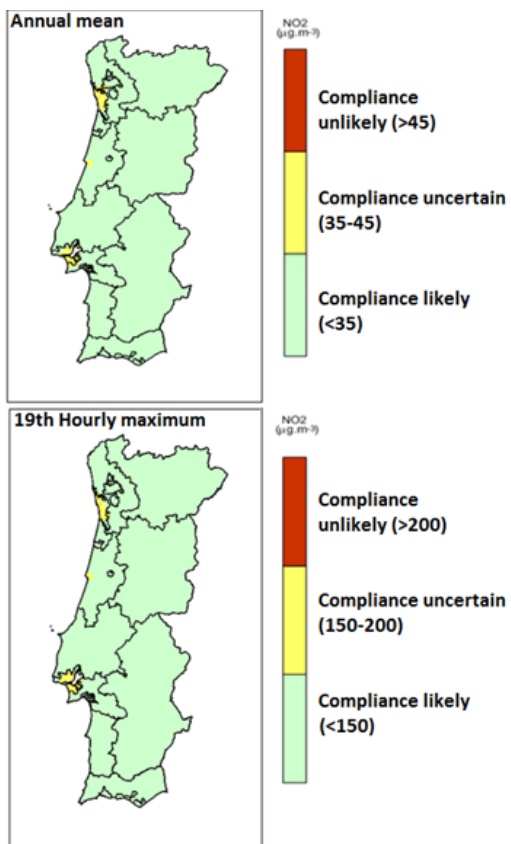 Annual mean
NO2
(µg.m-3)
Compliance
unlikely (>45)
Compliance uncertain
(35-45)
Compliance likely
(<35)
19th Hourly maximum
NO2
(µg.m-3)
Compliance
unlikely (>200)
Compliance uncertain
(150-200)
Compliance likely
(<150)